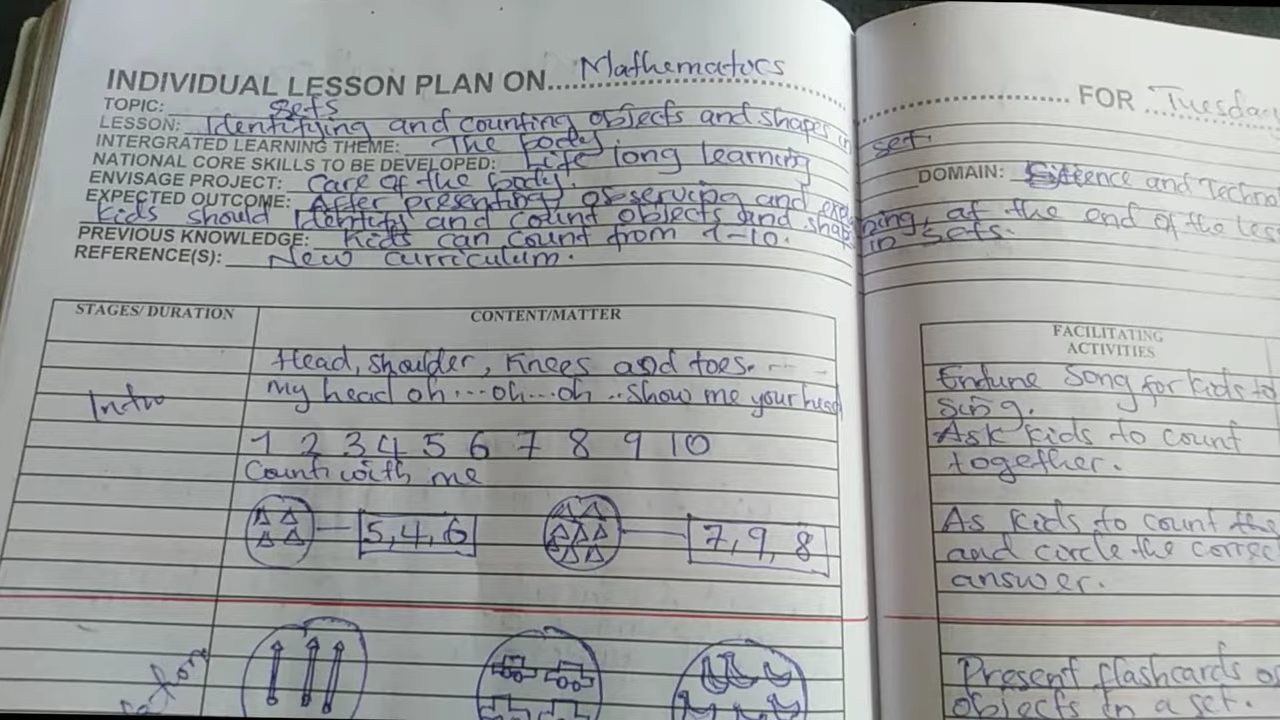 INDIVIDUAL LESSON PLAN ON... Mathematics
TOPIC: sets
LESSON: Identifying and counting objects and shapes in
INTERGRATED LEARNING THEME: The body
NATIONAL CORE SKILLS TO BE DEVELOPED: Life long learning
ENVISAGE PROJECT: Care of the body.
EXPECTED OUTCOME: After presenting, observing and
kids should Identify and count objects and
PREVIOUS KNOWLEDGE: Kids can count from 1-10.
REFERENCE(S): New curriculum.
STAGES/ DURATION
CONTENT/MATTER
Head, shoulder, knees and toes.
Intro
My head oh...oh...oh ..show me your head
1 2 3 4 5 6 7 8 9 10
Count with me
5,4,6
7,9,8
FOR ... Tuesday
set.
DOMAIN: Science and Techno
at the end of the less
in sets.
FACILITATING
ACTIVITIES
Entune song for kids to
sing.
Ask kids to count
together.
As kids to count the
and circle the correc
answer.
Present flashcards of
objects in a set.